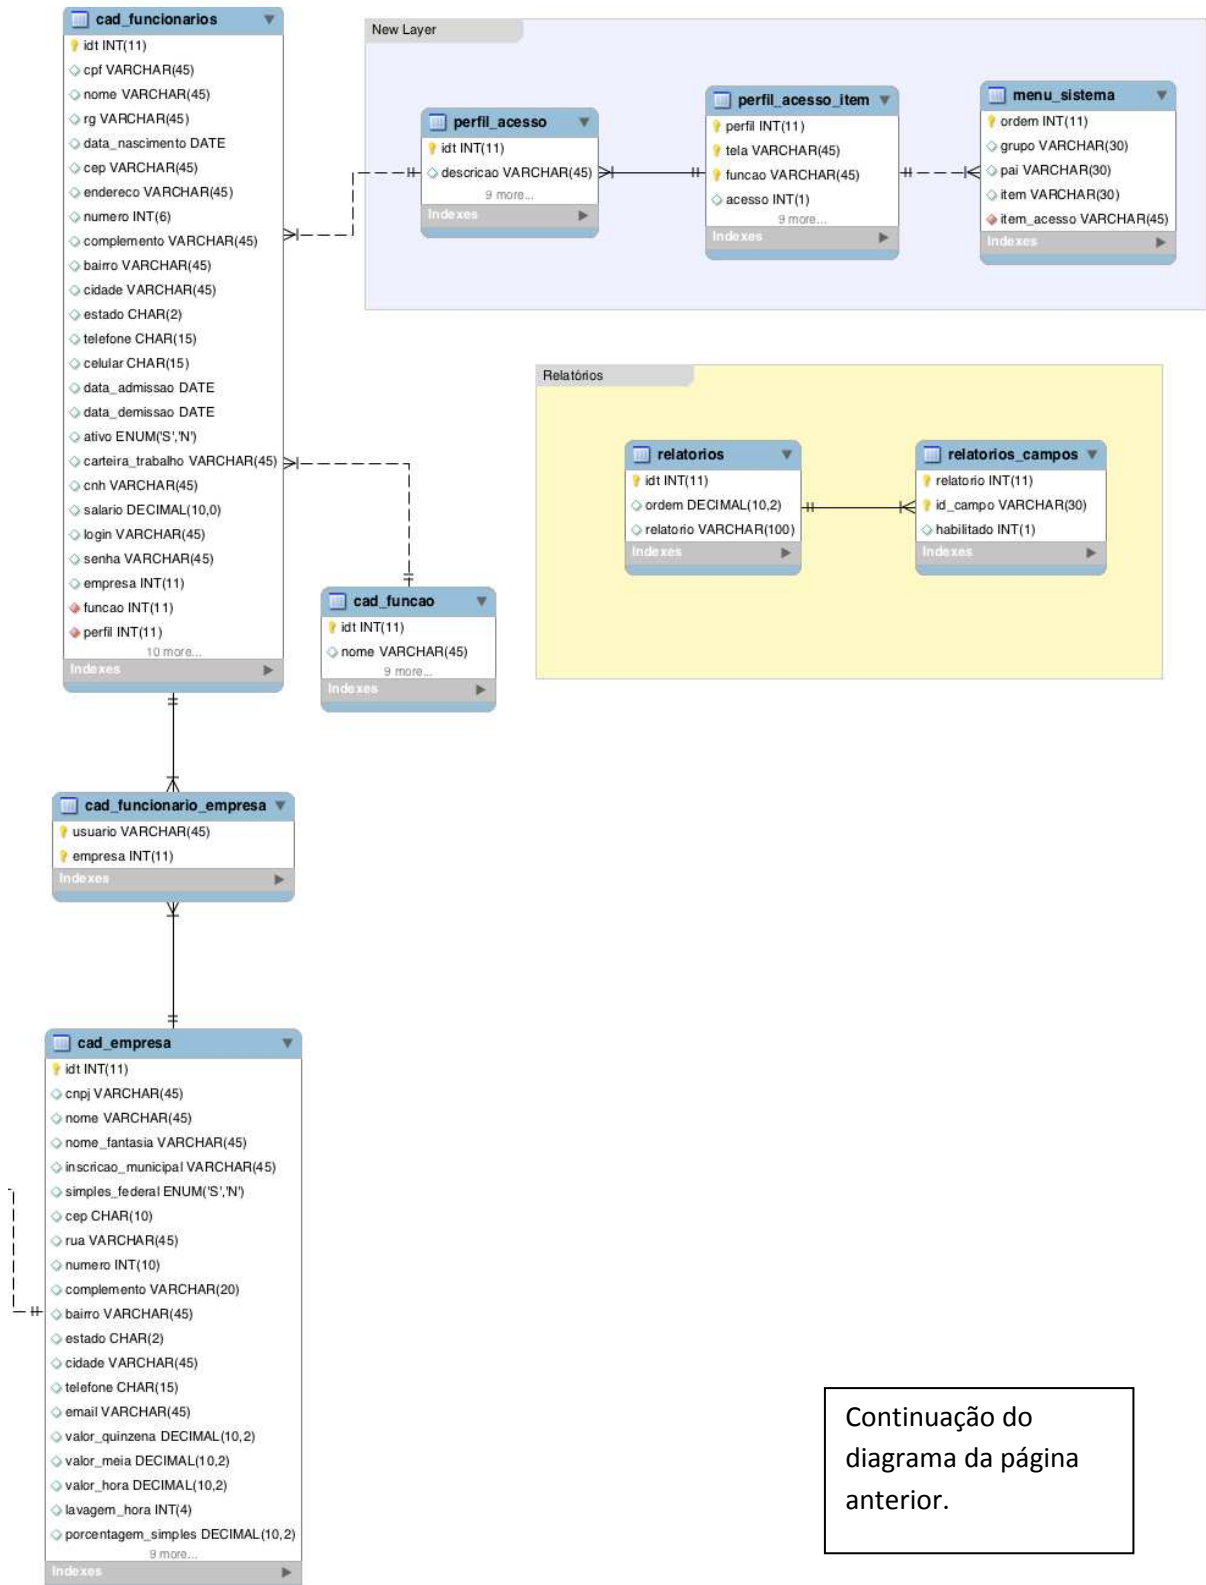 cad_funcionarios
idt INT(11)
cpf VARCHAR(45)
nome VARCHAR(45)
rg VARCHAR(45)
data_nascimento DATE
cep VARCHAR(45)
endereco VARCHAR(45)
numero INT(6)
complemento VARCHAR(45)
bairro VARCHAR(45)
cidade VARCHAR(45)
estado CHAR(2)
telefone CHAR(15)
celular CHAR(15)
data_admissao DATE
data_demissao DATE
ativo ENUM('S','N')
carteira_trabalho VARCHAR(45)
cnh VARCHAR(45)
salario DECIMAL(10,0)
login VARCHAR(45)
senha VARCHAR(45)
empresa INT(11)
funcao INT(11)
perfil INT(11)
10 more...
Indexes
New Layer
perfil_acesso
idt INT(11)
descricao VARCHAR(45)
9 more...
Indexes
perfil_acesso_item
perfil INT(11)
tela VARCHAR(45)
funcao VARCHAR(45)
acesso INT(1)
9 more...
Indexes
menu_sistema
ordem INT(11)
grupo VARCHAR(30)
pai VARCHAR(30)
item VARCHAR(30)
item_acesso VARCHAR(45)
Indexes
Relatórios
relatorios
idt INT(11)
ordem DECIMAL(10,2)
relatorio VARCHAR(100)
Indexes
relatorios_campos
relatorio INT(11)
id_campo VARCHAR(30)
habilitado INT(1)
Indexes
cad_funcao
idt INT(11)
nome VARCHAR(45)
9 more...
Indexes
cad_funcionario_empresa
usuario VARCHAR(45)
empresa INT(11)
Indexes
cad_empresa
idt INT(11)
cnpj VARCHAR(45)
nome VARCHAR(45)
nome_fantasia VARCHAR(45)
inscricao_municipal VARCHAR(45)
simples_federal ENUM('S','N')
cep CHAR(10)
rua VARCHAR(45)
numero INT(10)
complemento VARCHAR(20)
bairro VARCHAR(45)
estado CHAR(2)
cidade VARCHAR(45)
telefone CHAR(15)
email VARCHAR(45)
valor_quinzena DECIMAL(10,2)
valor_meia DECIMAL(10,2)
valor_hora DECIMAL(10,2)
lavagem_hora INT(4)
porcentagem_simples DECIMAL(10,2)
9 more...
Indexes
Continuação do
diagrama da página
anterior.